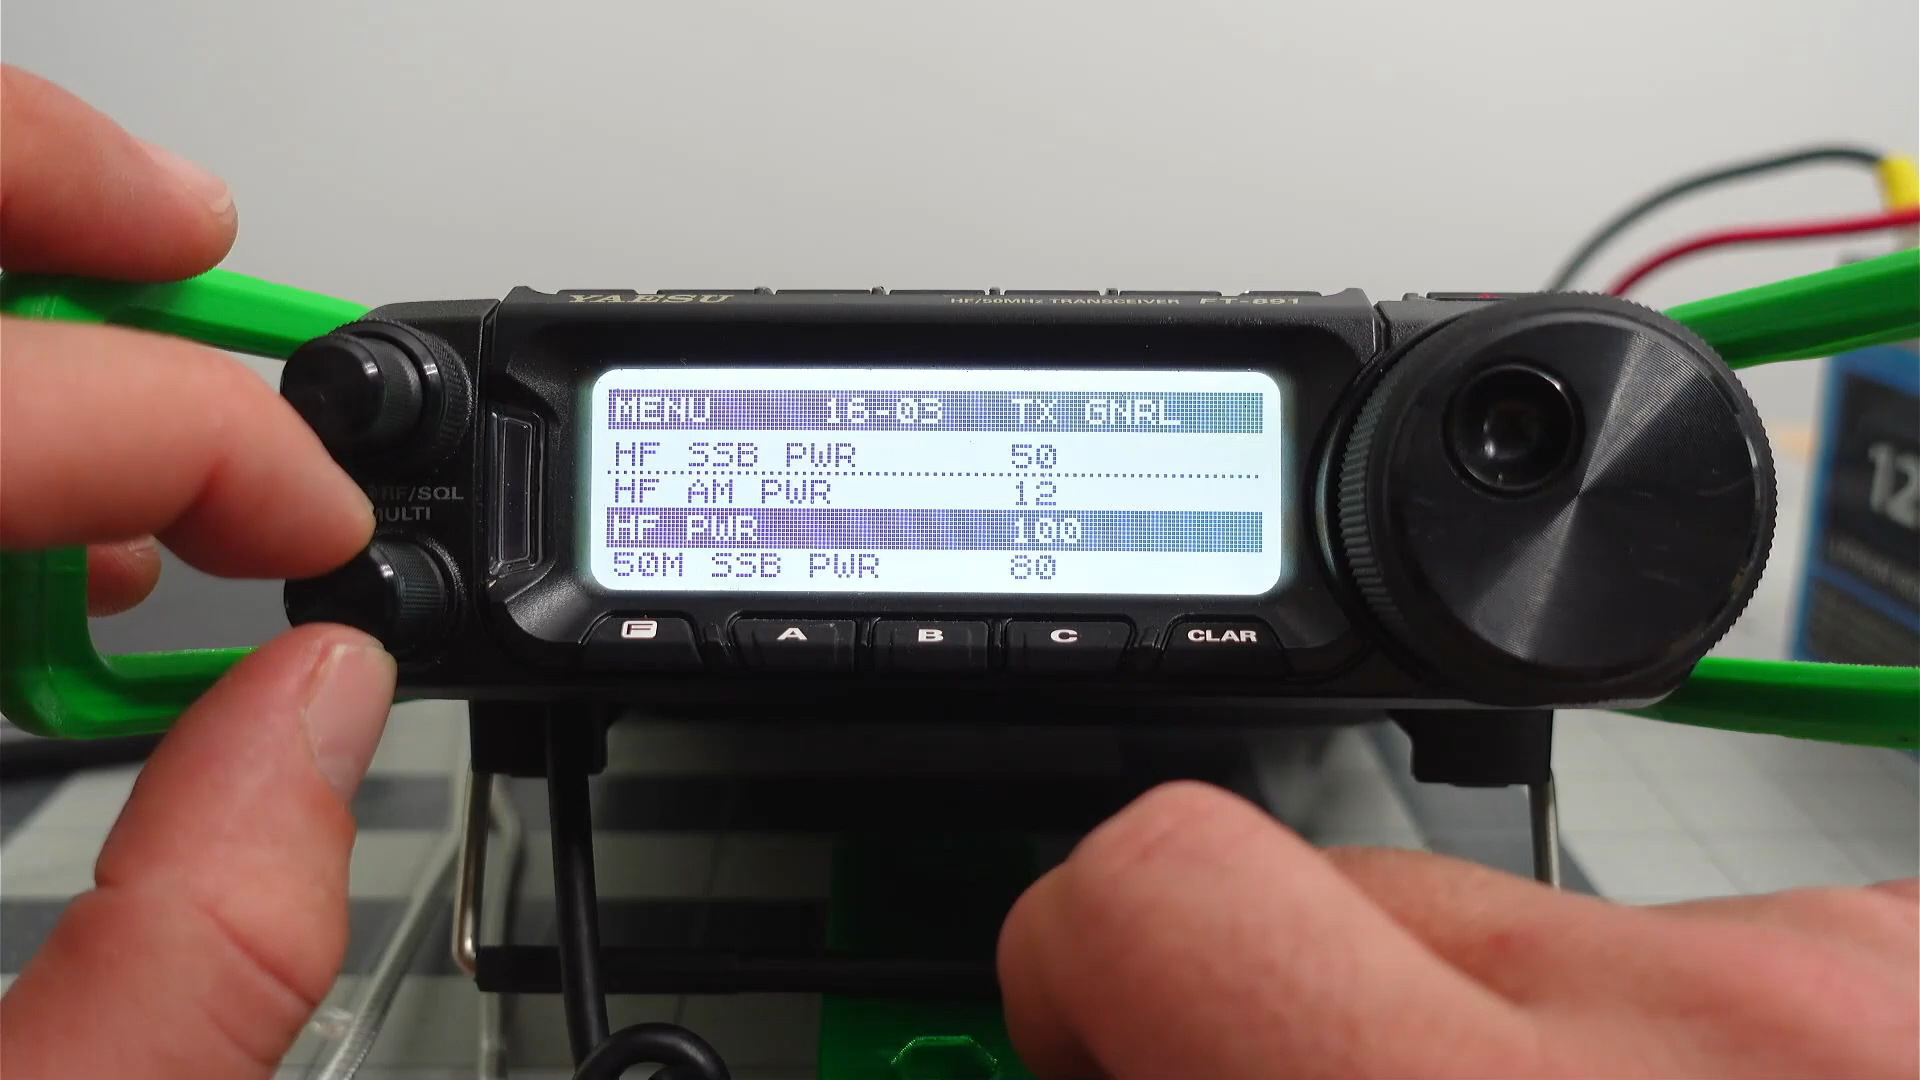 YAESU HF/50MHz TRANSCEIVER FT-891
MENU 16-03 TX GNRL
HF SSB PWR 50
HF AM PWR 12
HF PWR 100
50M SSB PWR 80
RF/SQL
MULTI
F A B C CLAR
12